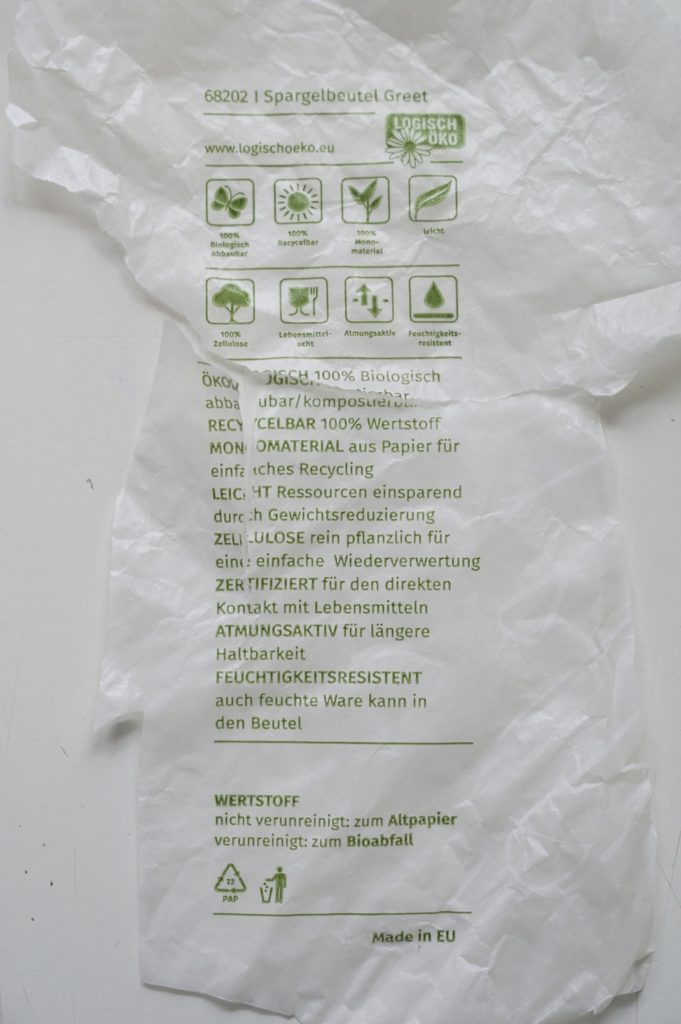 68202 | Spargelbeutel Greet
LOGISCH
ÖKO
www.logischoeko.eu
100%
Biologisch
abbaubar
100%
Recycelbar
100%
Mono-
material
leicht
100%
Zellulose
Lebensmittel-
echt
Atmungsaktiv
Feuchtigkeits-
resistent
100% Biologisch
RECYCELBAR 100% Wertstoff
MONOMATERIAL aus Papier für
einfaches Recycling
LEICHT Ressourcen einsparend
durch Gewichtsreduzierung
ZELLULOSE rein pflanzlich für
eine einfache Wiederverwertung
ZERTIFIZIERT für den direkten
Kontakt mit Lebensmitteln
ATMUNGSAKTIV für längere
Haltbarkeit
FEUCHTIGKEITSRESISTENT
auch feuchte Ware kann in
den Beutel
WERTSTOFF
nicht verunreinigt: zum Altpapier
verunreinigt: zum Bioabfall
22
PAP
Made in EU